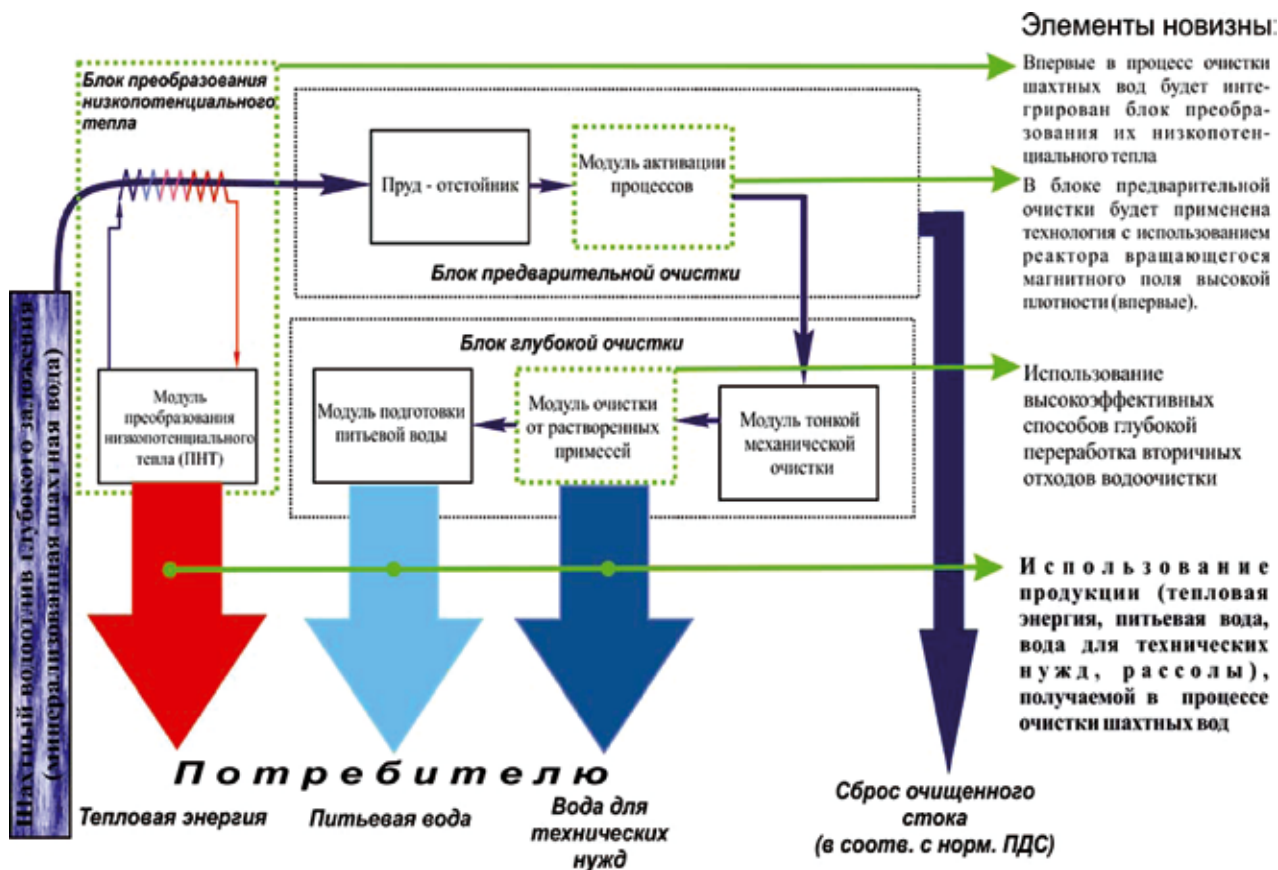 Элементы новизны:
Блок преобразования
низкопотенциального
тепла
Впервые в процесс очистки
шахтных вод будет инте-
грирован блок преобра-
зования их низкопотен-
циального тепла
Пруд - отстойник
Модуль активации
процессов
В блоке предварительной
очистки будет применена
технология с использованием
реактора вращающегося
магнитного поля высокой
плотности (впервые).
Блок предварительной очистки
Шахтный водоотлив глубокого заложения
(минерализованная шахтная вода)
Блок глубокой очистки
Модуль
преобразования
низкопотенциального
тепла (ПНТ)
Модуль подготовки
питьевой воды
Модуль очистки
от растворенных
примесей
Модуль тонкой
механической
очистки
Использование
высокоэффективных
способов глубокой
переработка вторичных
отходов водоочистки
Использование
продукции (тепловая
энергия, питьевая вода,
вода для технических
нужд, рассолы),
получаемой в процессе
очистки шахтных вод
Потребителю
Тепловая энергия
Питьевая вода
Вода для
технических
нужд
Сброс очищенного
стока
(в соотв. с норм. ПДС)